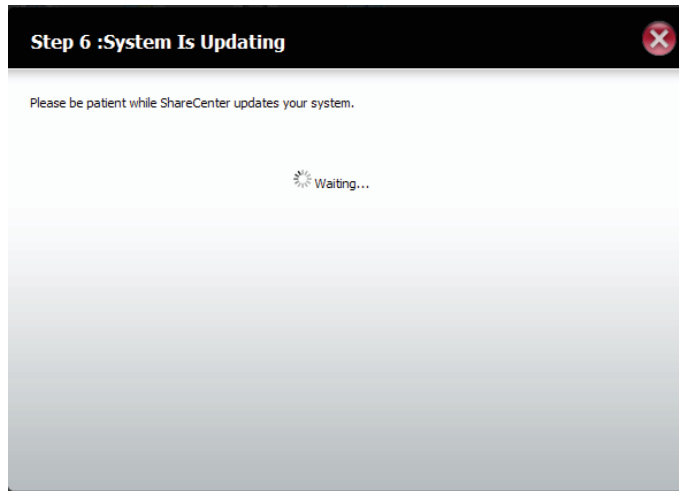 Step 6 :System Is Updating
Please be patient while ShareCenter updates your system.
Waiting...